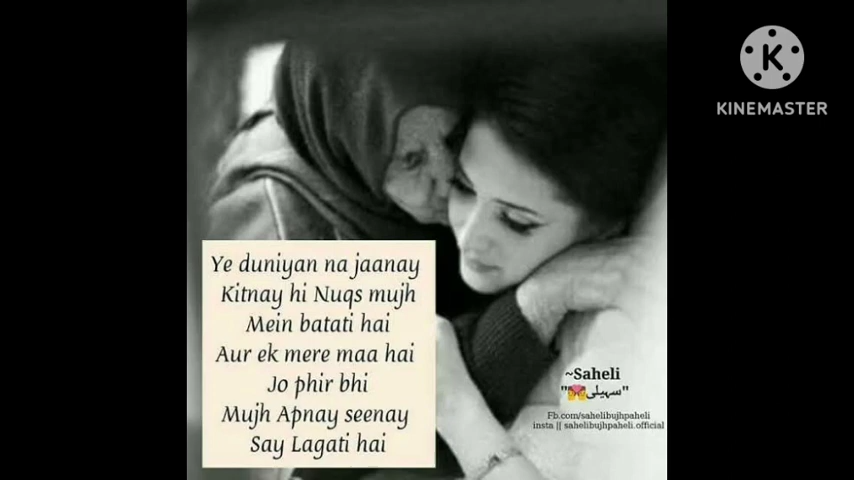 KINEMASTER
Ye duniyan na jaanay
Kitnay hi Nuqs mujh
Mein batati hai
Aur ek mere maa hai
Jo phir bhi
Mujh Apnay seenay
Say Lagati hai
~Saheli
"سہیلی"
Fb.com/sahelibujhpaheli
insta || sahelibujhpaheli.official